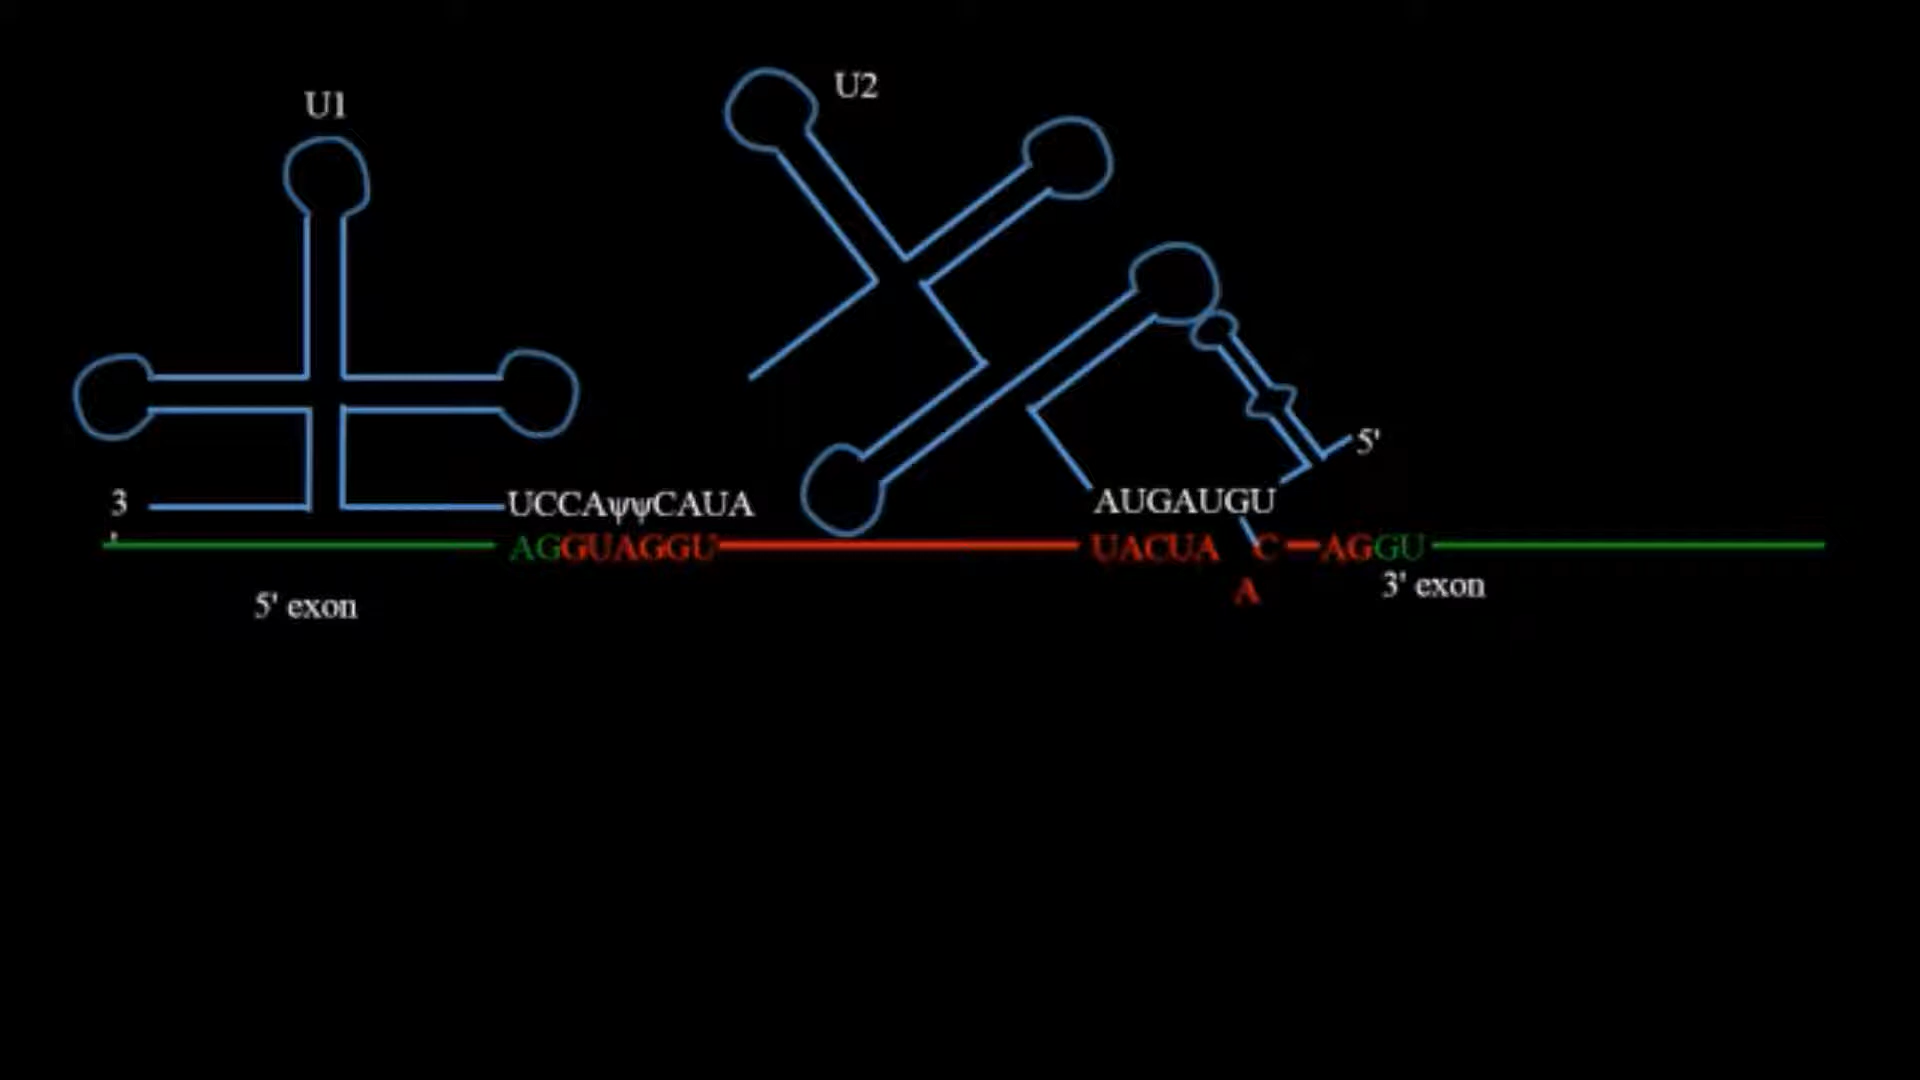 U1
U2
5'
3'
UCCAψψCAUA
AUGAUGU
AGGUAGGU
UACUA C AGGU
A
5' exon
3' exon